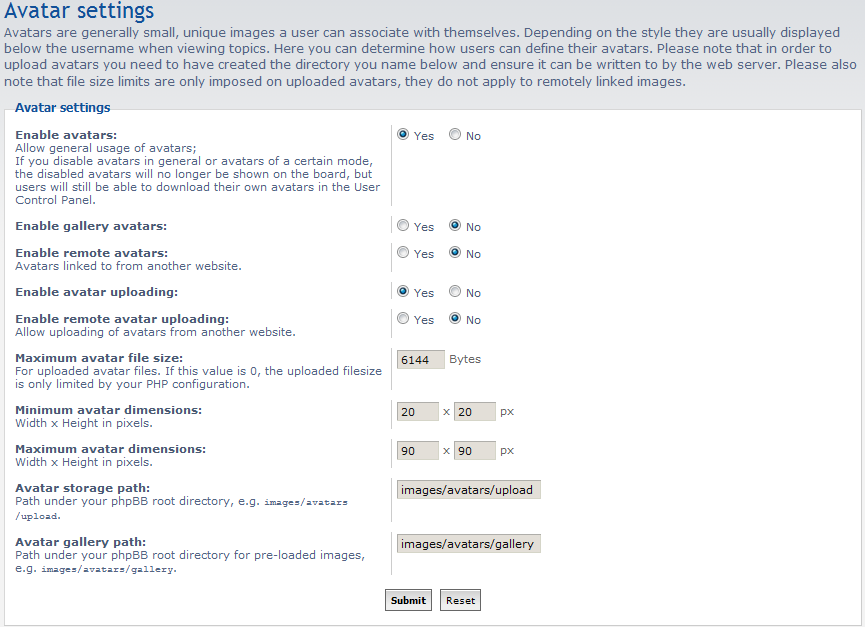 Avatar settings
Avatars are generally small, unique images a user can associate with themselves. Depending on the style they are usually displayed
below the username when viewing topics. Here you can determine how users can define their avatars. Please note that in order to
upload avatars you need to have created the directory you name below and ensure it can be written to by the web server. Please also
note that file size limits are only imposed on uploaded avatars, they do not apply to remotely linked images.
Avatar settings
Enable avatars:
Yes No
Allow general usage of avatars;
If you disable avatars in general or avatars of a certain mode,
the disabled avatars will no longer be shown on the board, but
users will still be able to download their own avatars in the User
Control Panel.
Enable gallery avatars:
Yes No
Enable remote avatars:
Yes No
Avatars linked to from another website.
Enable avatar uploading:
Yes No
Enable remote avatar uploading:
Yes No
Allow uploading of avatars from another website.
Maximum avatar file size:
6144 Bytes
For uploaded avatar files. If this value is 0, the uploaded filesize
is only limited by your PHP configuration.
Minimum avatar dimensions:
20 x 20 px
Width x Height in pixels.
Maximum avatar dimensions:
90 x 90 px
Width x Height in pixels.
Avatar storage path:
images/avatars/upload
Path under your phpBB root directory, e.g. images/avatars
/upload.
Avatar gallery path:
images/avatars/gallery
Path under your phpBB root directory for pre-loaded images,
e.g. images/avatars/gallery.
Submit Reset